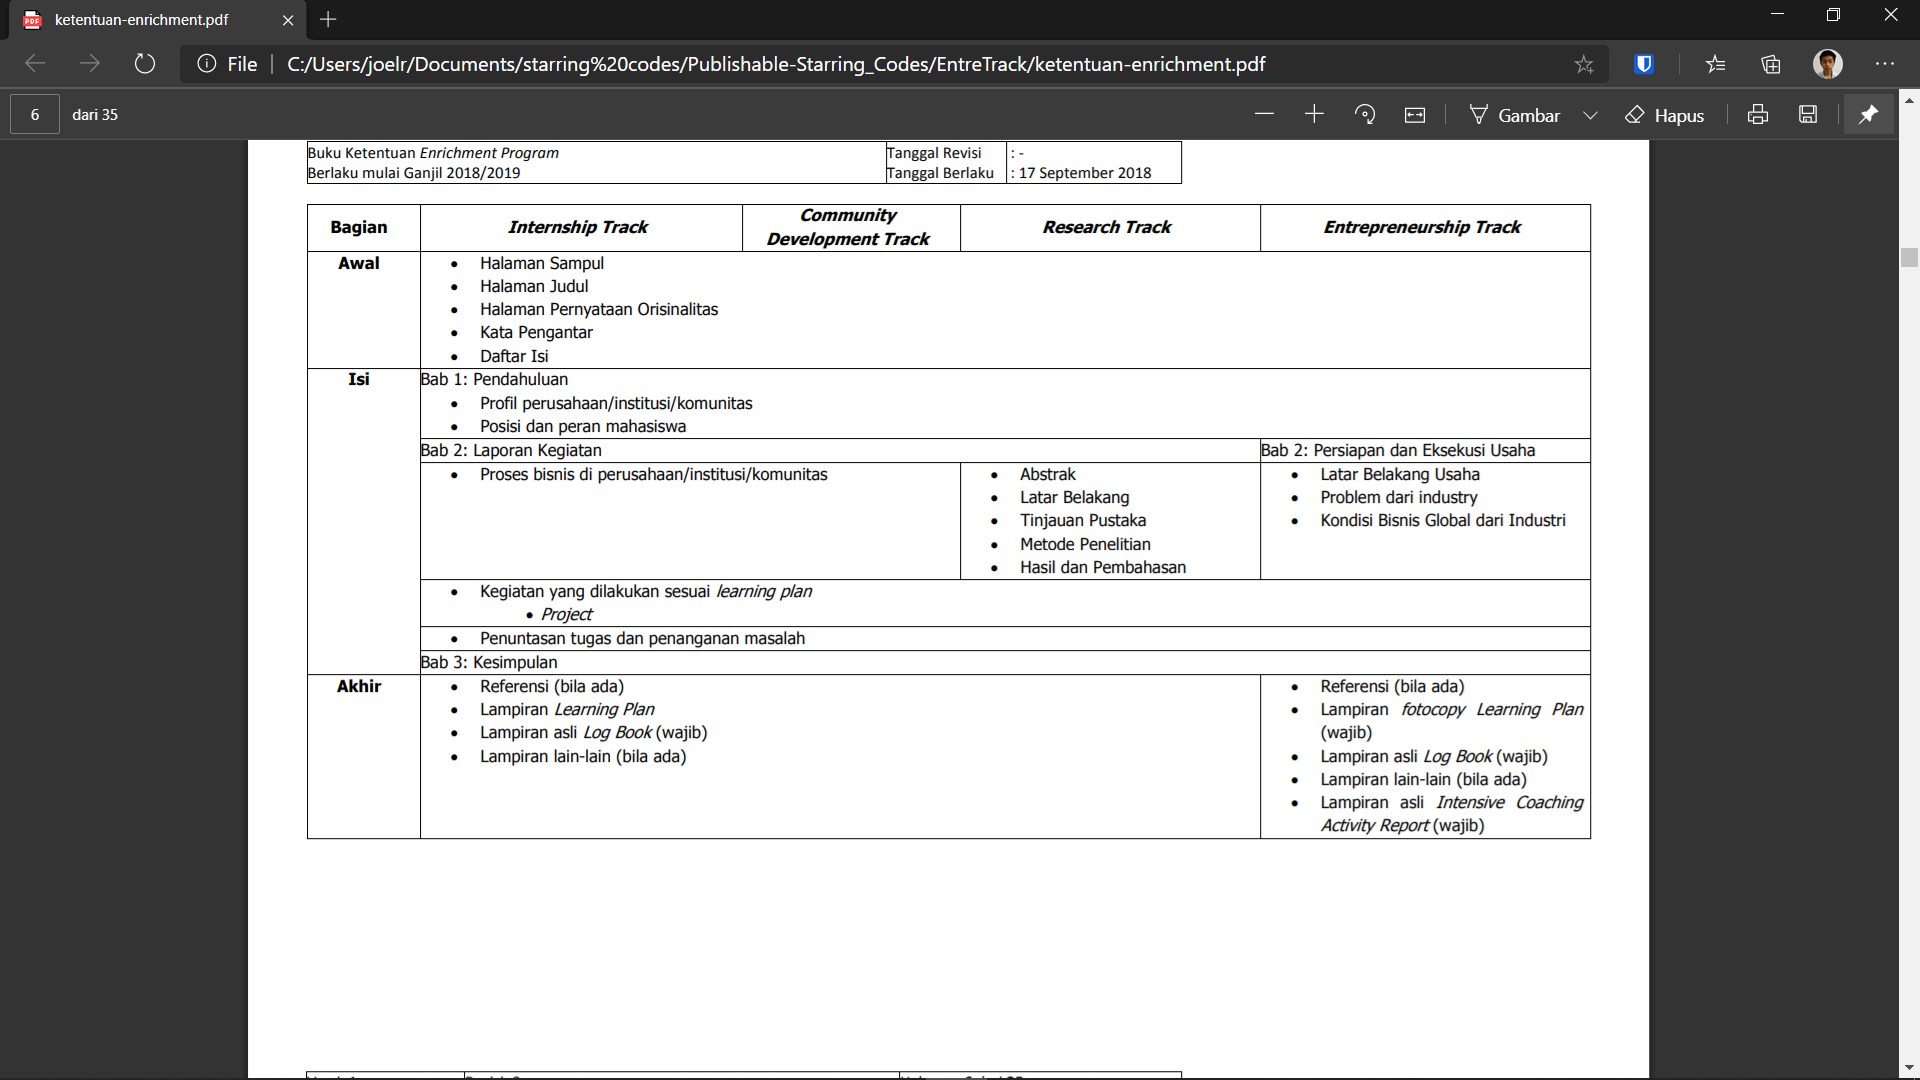 ketentuan-enrichment.pdf
File
C:/Users/joelr/Documents/starring%20codes/Publishable-Starring_Codes/EntreTrack/ketentuan-enrichment.pdf
6 dari 35
Gambar
Hapus
Buku Ketentuan Enrichment Program
Berlaku mulai Ganjil 2018/2019
Tanggal Revisi : -
Tanggal Berlaku : 17 September 2018
Bagian
Internship Track
Community
Development Track
Research Track
Entrepreneurship Track
Awal
• Halaman Sampul
• Halaman Judul
• Halaman Pernyataan Orisinalitas
• Kata Pengantar
• Daftar Isi
Isi
Bab 1: Pendahuluan
• Profil perusahaan/institusi/komunitas
• Posisi dan peran mahasiswa
Bab 2: Laporan Kegiatan
Bab 2: Persiapan dan Eksekusi Usaha
• Proses bisnis di perusahaan/institusi/komunitas
• Abstrak
• Latar Belakang
• Tinjauan Pustaka
• Metode Penelitian
• Hasil dan Pembahasan
• Latar Belakang Usaha
• Problem dari industry
• Kondisi Bisnis Global dari Industri
• Kegiatan yang dilakukan sesuai learning plan
• Project
• Penuntasan tugas dan penanganan masalah
Bab 3: Kesimpulan
Akhir
• Referensi (bila ada)
• Lampiran Learning Plan
• Lampiran asli Log Book (wajib)
• Lampiran lain-lain (bila ada)
• Referensi (bila ada)
• Lampiran fotocopy Learning Plan
(wajib)
• Lampiran asli Log Book (wajib)
• Lampiran lain-lain (bila ada)
• Lampiran asli Intensive Coaching
Activity Report (wajib)